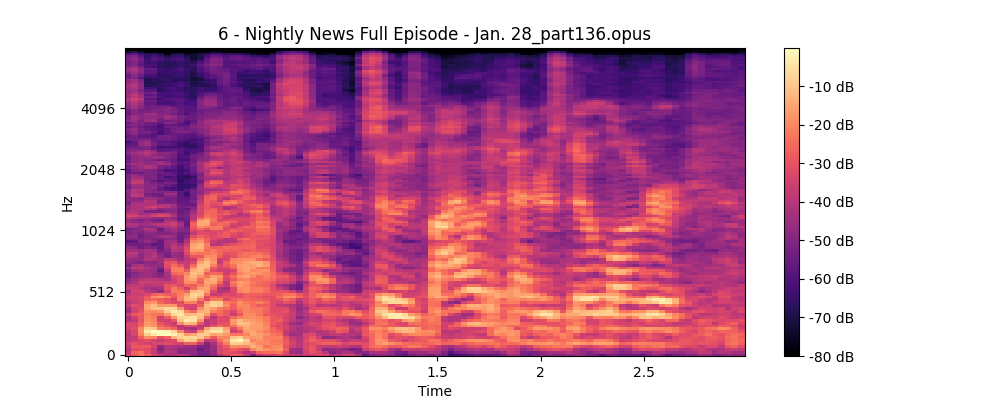 6 - Nightly News Full Episode - Jan. 28_part136.opus
4096
2048
1024
512
0
Hz
0
0.5
1
1.5
2
2.5
Time
-10 dB
-20 dB
-30 dB
-40 dB
-50 dB
-60 dB
-70 dB
-80 dB